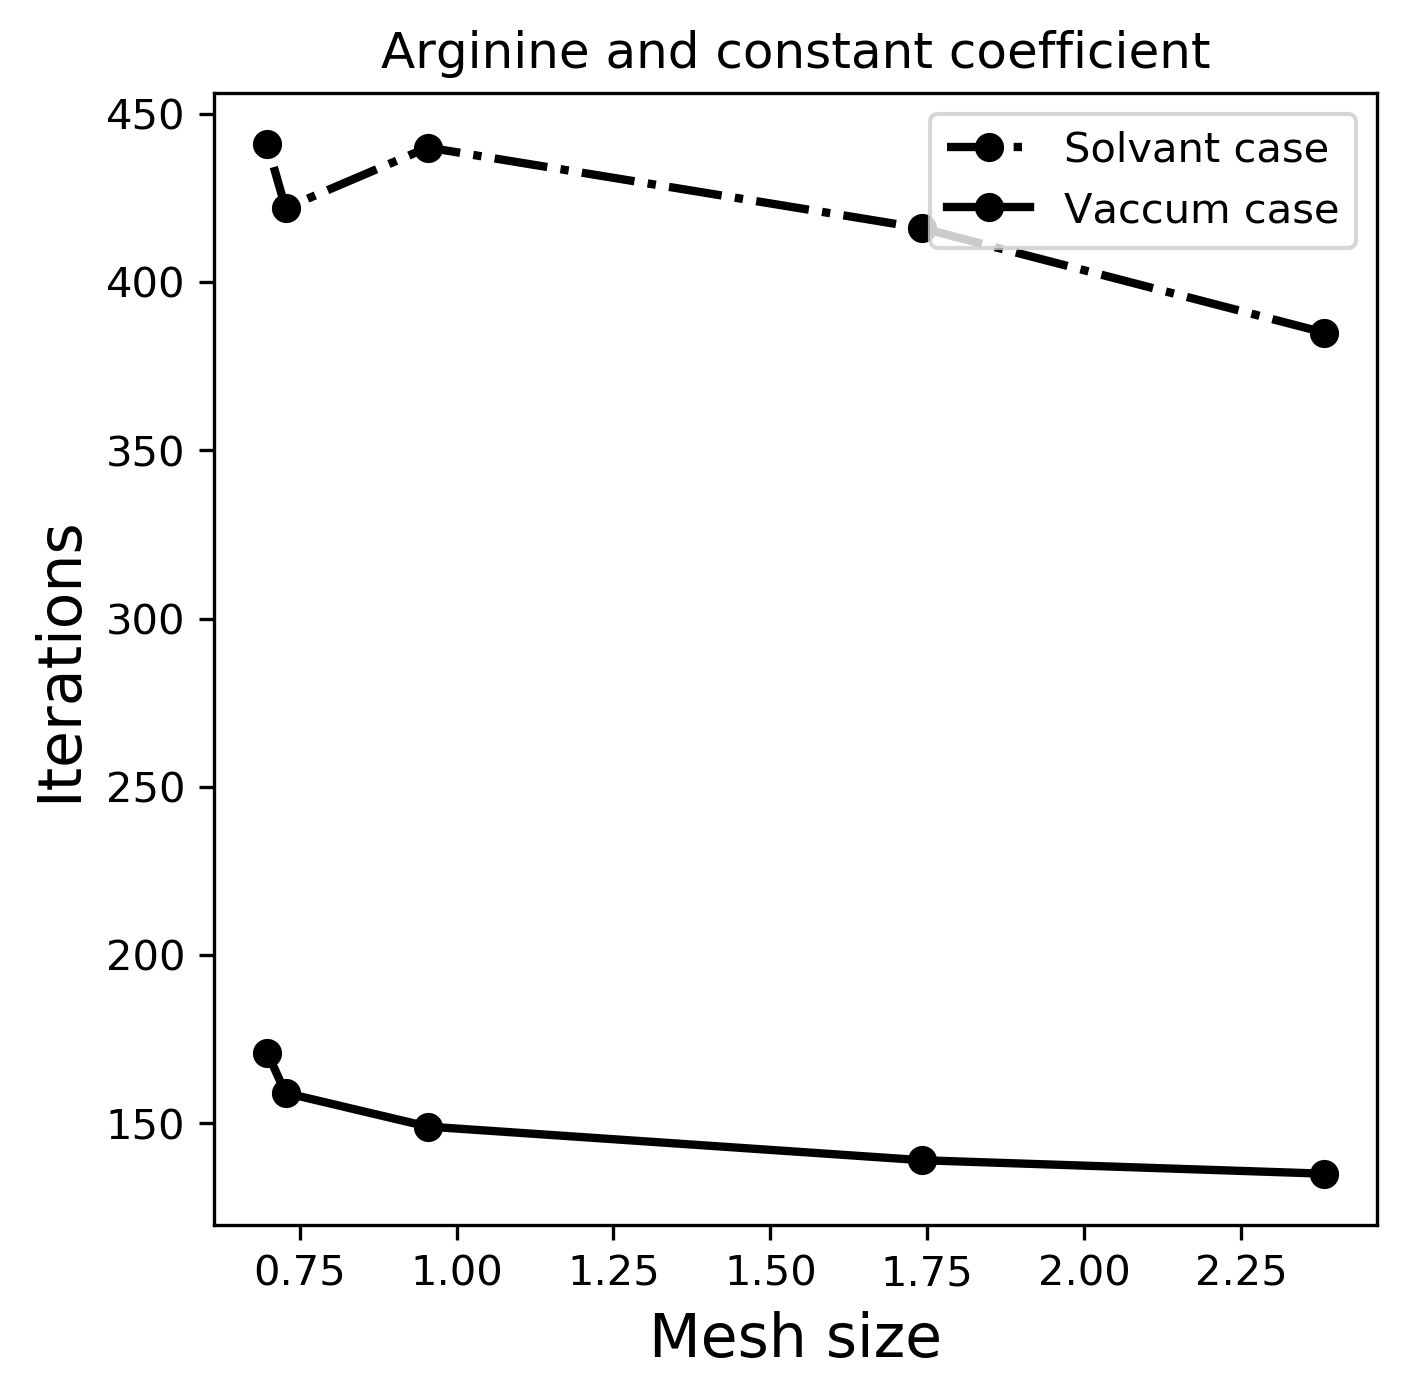 Arginine and constant coefficient
Solvant case
Vaccum case
Iterations
450
400
350
300
250
200
150
0.75 1.00 1.25 1.50 1.75 2.00 2.25
Mesh size